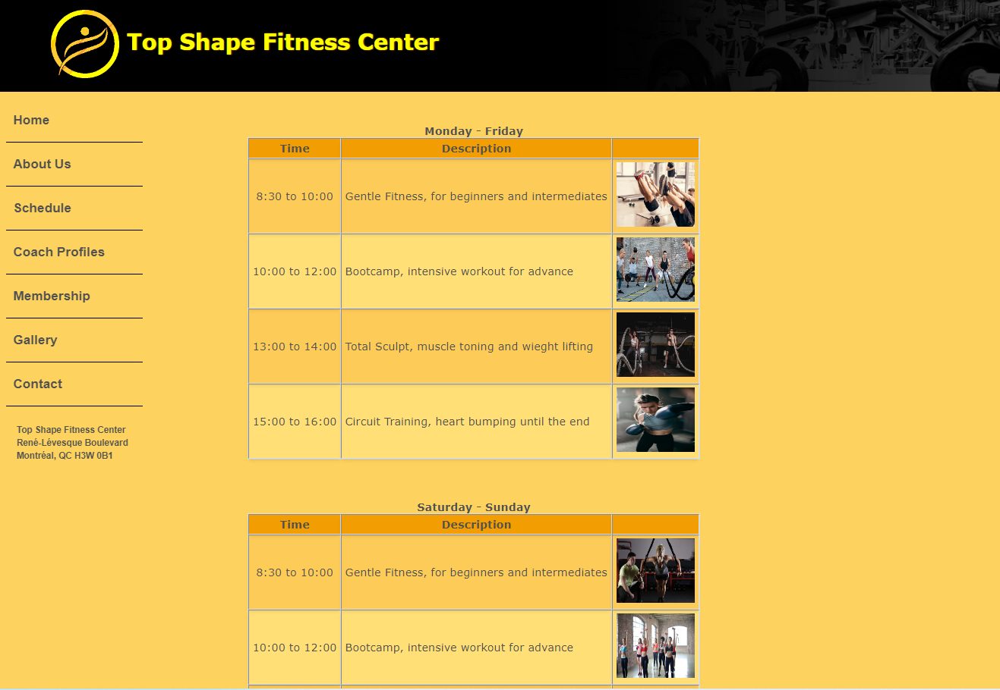 Top Shape Fitness Center
Home
About Us
Schedule
Coach Profiles
Membership
Gallery
Contact
Top Shape Fitness Center
René-Lévesque Boulevard
Montréal, QC H3W 0B1
Monday - Friday
Time Description
8:30 to 10:00 Gentle Fitness, for beginners and intermediates
10:00 to 12:00 Bootcamp, intensive workout for advance
13:00 to 14:00 Total Sculpt, muscle toning and wieght lifting
15:00 to 16:00 Circuit Training, heart bumping until the end
Saturday - Sunday
Time Description
8:30 to 10:00 Gentle Fitness, for beginners and intermediates
10:00 to 12:00 Bootcamp, intensive workout for advance